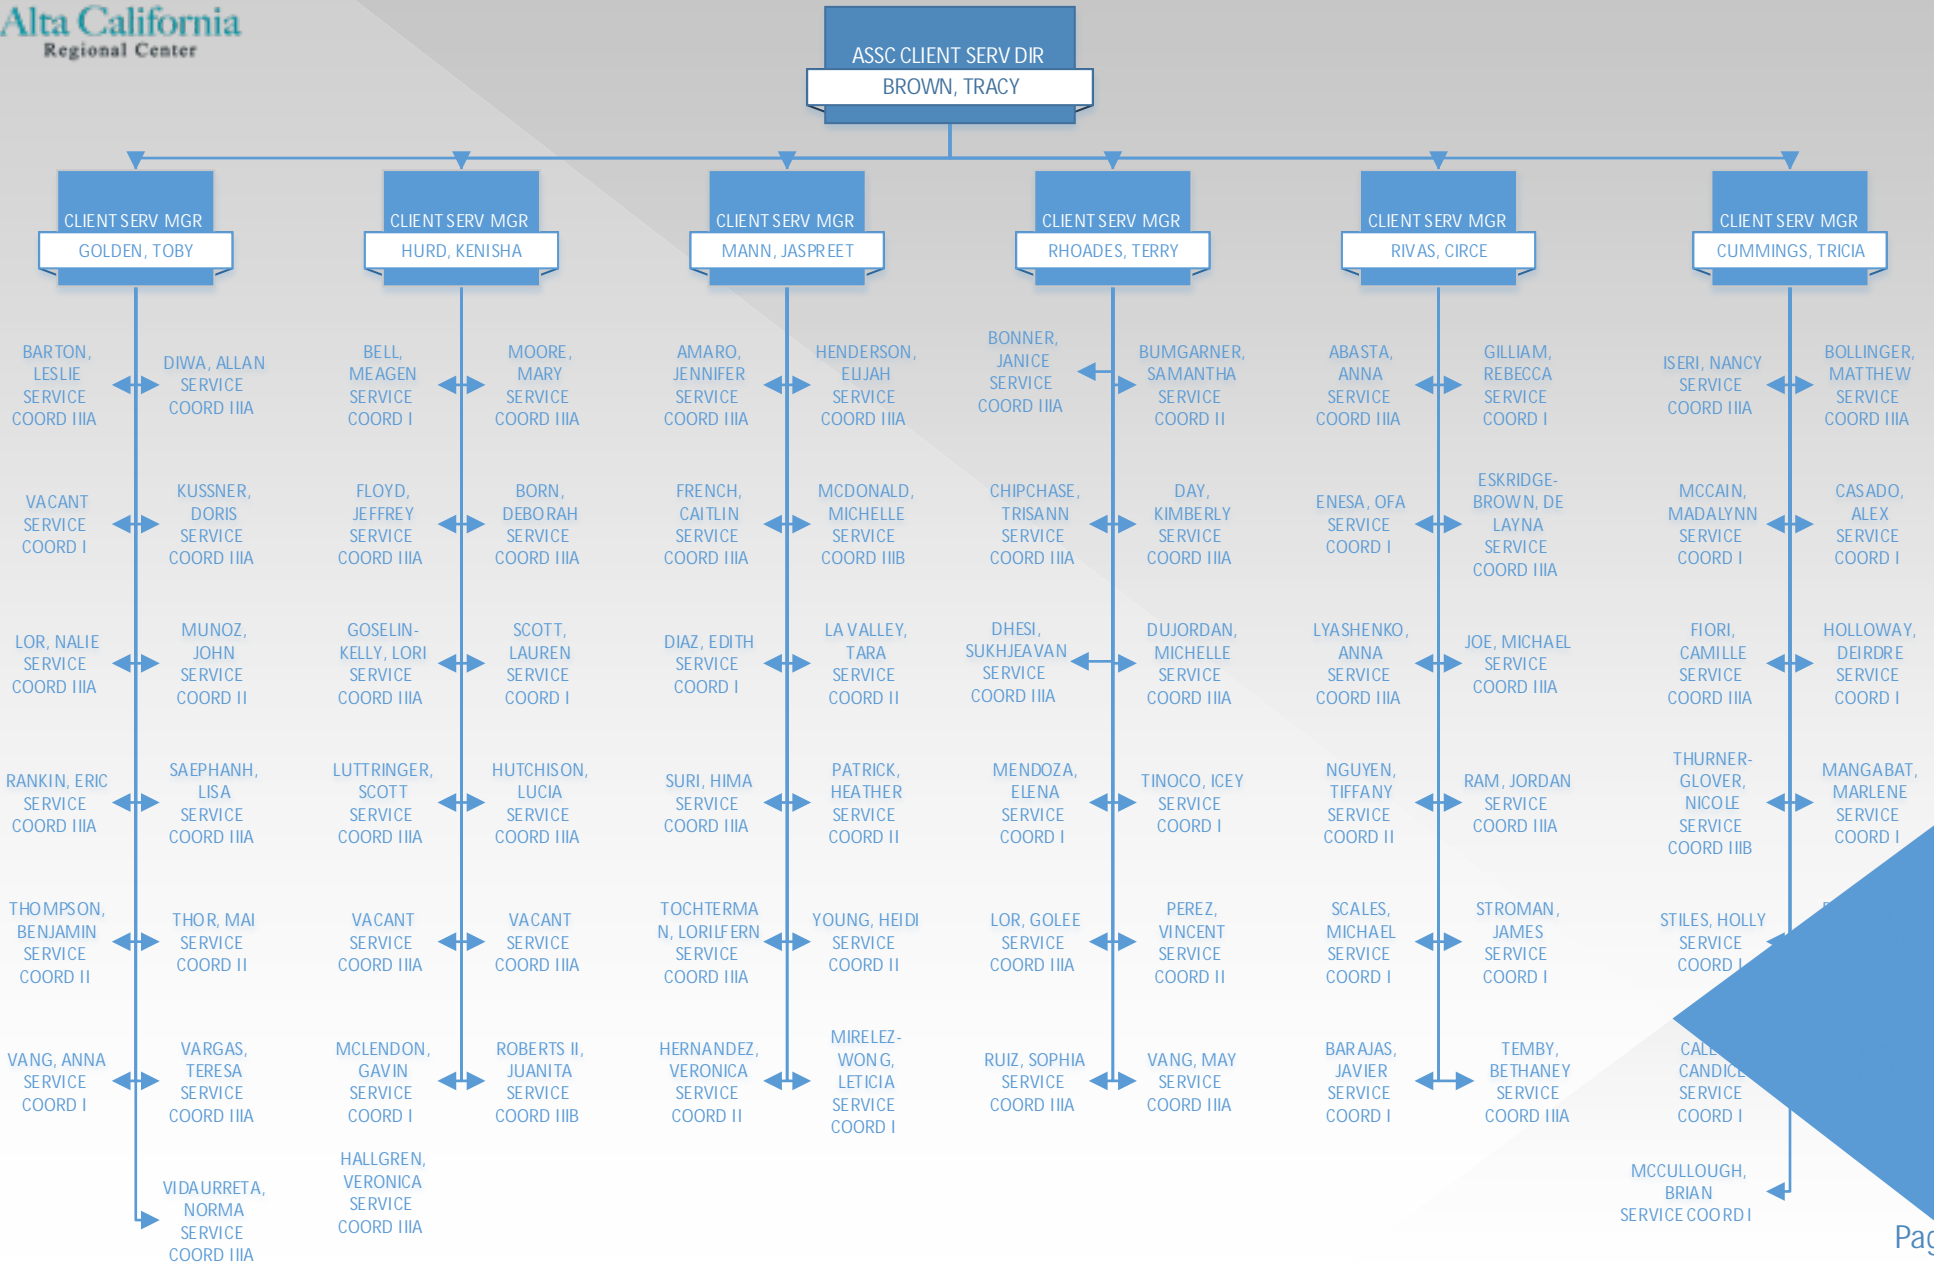 Alta California
Regional Center
ASSC CLIENT SERV DIR
BROWN, TRACY
CLIENT SERV MGR
GOLDEN, TOBY
BARTON,
LESLIE
SERVICE
COORD IIIA
DIWA, ALLAN
SERVICE
COORD IIIA
VACANT
SERVICE
COORD I
KUSSNER,
DORIS
SERVICE
COORD IIIA
LOR, NALIE
SERVICE
COORD IIIA
MUNOZ,
JOHN
SERVICE
COORD II
RANKIN, ERIC
SERVICE
COORD IIIA
SAEPHANH,
LISA
SERVICE
COORD IIIA
THOMPSON,
BENJAMIN
SERVICE
COORD II
THOR, MAI
SERVICE
COORD II
VANG, ANNA
SERVICE
COORD I
VARGAS,
TERESA
SERVICE
COORD IIIA
VIDAURRETA,
NORMA
SERVICE
COORD IIIA
CLIENT SERV MGR
HURD, KENISHA
BELL,
MEAGEN
SERVICE
COORD I
MOORE,
MARY
SERVICE
COORD IIIA
FLOYD,
JEFFREY
SERVICE
COORD IIIA
BORN,
DEBORAH
SERVICE
COORD IIIA
GOSELIN-
KELLY, LORI
SERVICE
COORD IIIA
SCOTT,
LAUREN
SERVICE
COORD I
LUTTRINGER,
SCOTT
SERVICE
COORD IIIA
HUTCHISON,
LUCIA
SERVICE
COORD IIIA
VACANT
SERVICE
COORD IIIA
VACANT
SERVICE
COORD IIIA
MCLENDON,
GAVIN
SERVICE
COORD I
ROBERTS II,
JUANITA
SERVICE
COORD IIIB
HALLGREN,
VERONICA
SERVICE
COORD IIIA
CLIENT SERV MGR
MANN, JASPREET
AMARO,
JENNIFER
SERVICE
COORD IIIA
HENDERSON,
ELIJAH
SERVICE
COORD IIIA
FRENCH,
CAITLIN
SERVICE
COORD IIIA
MCDONALD,
MICHELLE
SERVICE
COORD IIIB
DIAZ, EDITH
SERVICE
COORD I
LA VALLEY,
TARA
SERVICE
COORD II
SURI, HIMA
SERVICE
COORD IIIA
PATRICK,
HEATHER
SERVICE
COORD II
TOCHTERMA
N, LORILFERN
SERVICE
COORD IIIA
YOUNG, HEIDI
SERVICE
COORD II
HERNANDEZ,
VERONICA
SERVICE
COORD II
MIRELEZ-
WONG,
LETICIA
SERVICE
COORD I
CLIENT SERV MGR
RHOADES, TERRY
BONNER,
JANICE
SERVICE
COORD IIIA
BUMGARNER,
SAMANTHA
SERVICE
COORD II
CHIPCHASE,
TRISANN
SERVICE
COORD IIIA
DAY,
KIMBERLY
SERVICE
COORD IIIA
DHESI,
SUKHJEAVAN
SERVICE
COORD IIIA
DUJORDAN,
MICHELLE
SERVICE
COORD IIIA
MENDOZA,
ELENA
SERVICE
COORD I
TINOCO, ICEY
SERVICE
COORD I
LOR, GOLEE
SERVICE
COORD IIIA
PEREZ,
VINCENT
SERVICE
COORD II
RUIZ, SOPHIA
SERVICE
COORD IIIA
VANG, MAY
SERVICE
COORD IIIA
CLIENT SERV MGR
RIVAS, CIRCE
ABASTA,
ANNA
SERVICE
COORD IIIA
GILLIAM,
REBECCA
SERVICE
COORD I
ENESA, OFA
SERVICE
COORD I
ESKRIDGE-
BROWN, DE
LAYNA
SERVICE
COORD IIIA
LYASHENKO,
ANNA
SERVICE
COORD IIIA
JOE, MICHAEL
SERVICE
COORD IIIA
NGUYEN,
TIFFANY
SERVICE
COORD II
RAM, JORDAN
SERVICE
COORD IIIA
SCALES,
MICHAEL
SERVICE
COORD I
STROMAN,
JAMES
SERVICE
COORD I
BARAJAS,
JAVIER
SERVICE
COORD I
TEMBY,
BETHANEY
SERVICE
COORD IIIA
CLIENT SERV MGR
CUMMINGS, TRICIA
ISERI, NANCY
SERVICE
COORD IIIA
BOLLINGER,
MATTHEW
SERVICE
COORD IIIA
MCCAIN,
MADALYNN
SERVICE
COORD I
CASADO,
ALEX
SERVICE
COORD I
FIORI,
CAMILLE
SERVICE
COORD IIIA
HOLLOWAY,
DEIRDRE
SERVICE
COORD I
THURNER-
GLOVER,
NICOLE
SERVICE
COORD IIIB
MANGABAT,
MARLENE
SERVICE
COORD I
STILES, HOLLY
SERVICE
COORD I
CANDICE
SERVICE
COORD I
MCCULLOUGH,
BRIAN
SERVICE COORD I